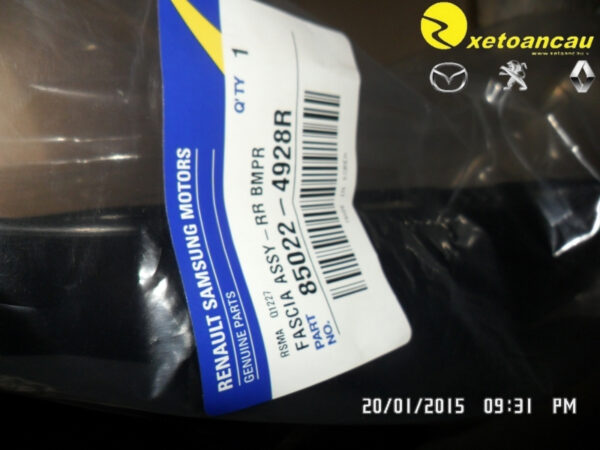 xetoancau
RENAULT SAMSUNG MOTORS
GENUINE PARTS
Q'TY 1
RSMA 01227
FASCIA ASSY-RR BMPR
PART NO. 85022-4928R
20/01/2015 09:31 PM